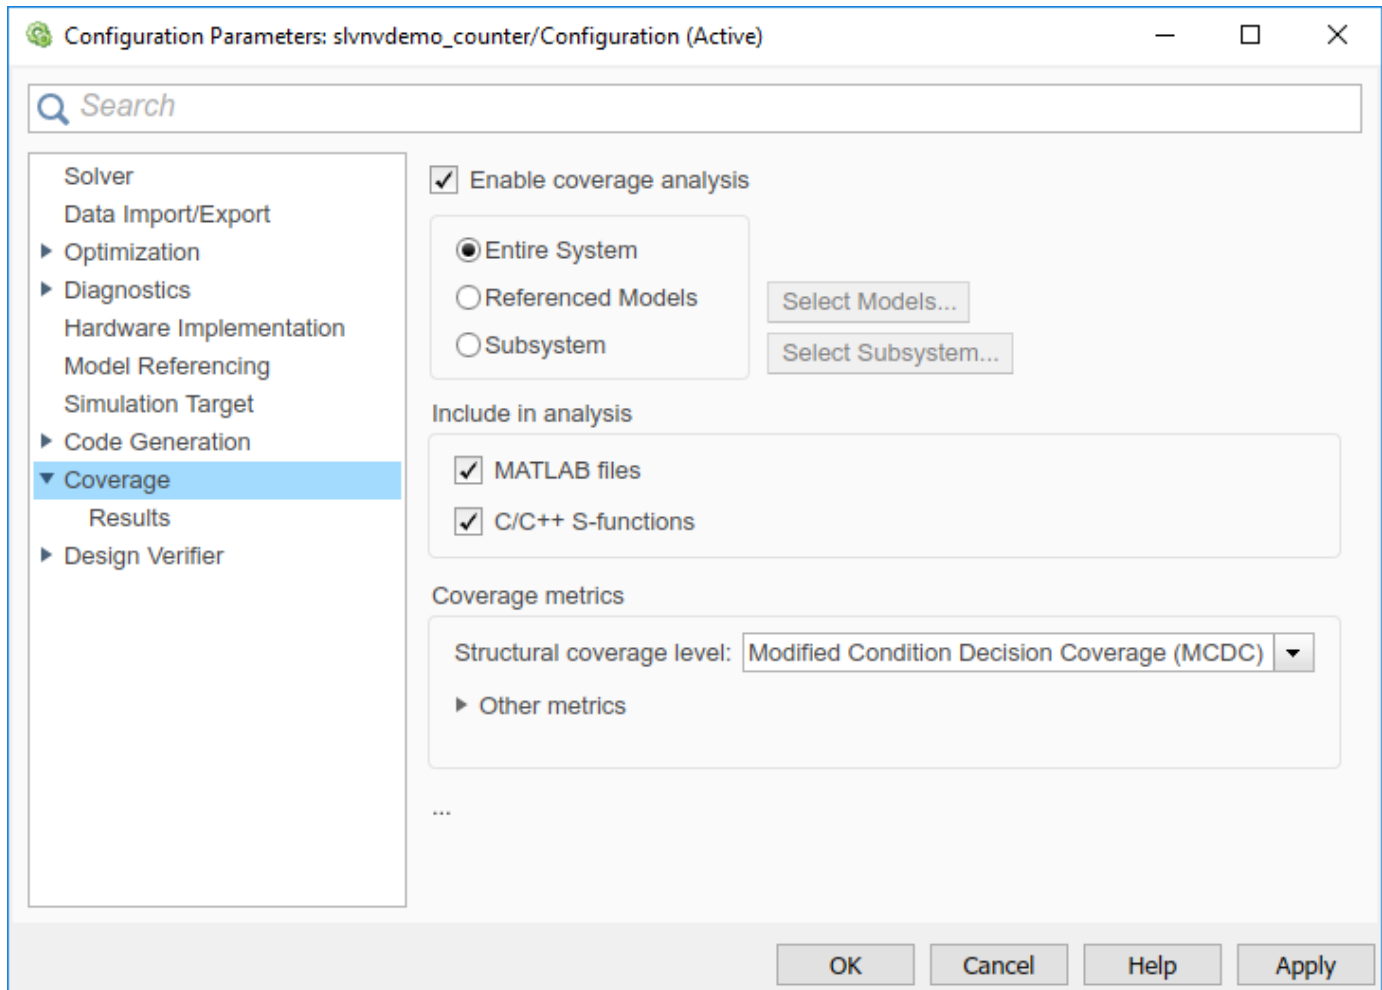 Configuration Parameters: slvnvdemo_counter/Configuration (Active)
Search
Solver
Data Import/Export
Optimization
Diagnostics
Hardware Implementation
Model Referencing
Simulation Target
Code Generation
Coverage
Results
Design Verifier
Enable coverage analysis
Entire System
Referenced Models
Select Models...
Subsystem
Select Subsystem...
Include in analysis
MATLAB files
C/C++ S-functions
Coverage metrics
Structural coverage level: Modified Condition Decision Coverage (MCDC)
Other metrics
...
OK Cancel Help Apply